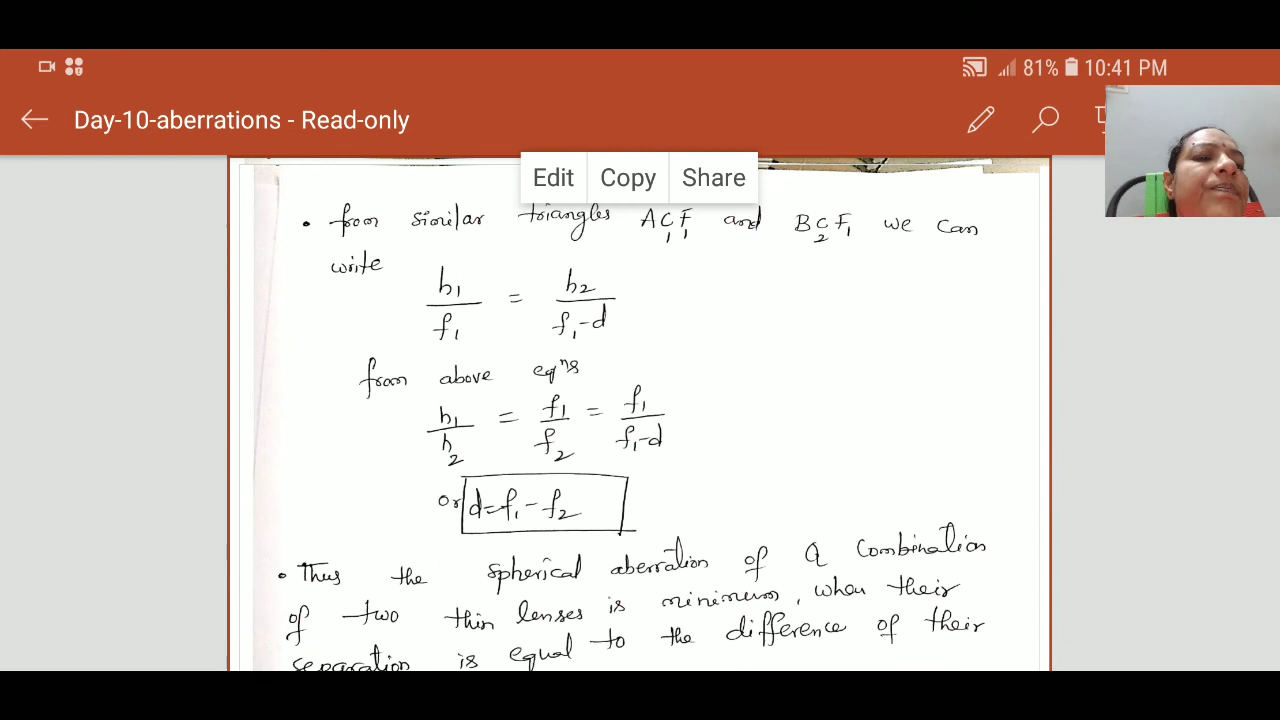 81% 10:41 PM
Day-10-aberrations - Read-only
Edit Copy Share
• from similar triangles AC₁F₁ and BC₂F₁ we can
write
h₁/f₁ = h₂/f₁-d
from above eqⁿs
h₁/h₂ = f₁/f₂ = f₁/f₁-d
or d=f₁-f₂
• Thus the spherical aberration of a combination
of two thin lenses is minimum, when their
separation is equal to the difference of their